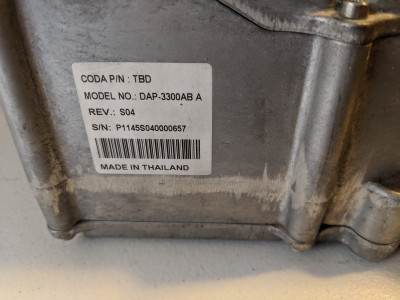 CODA P/N : TBD
MODEL NO.: DAP-3300AB A
REV.: S04
S/N: P1145S040000657
MADE IN THAILAND